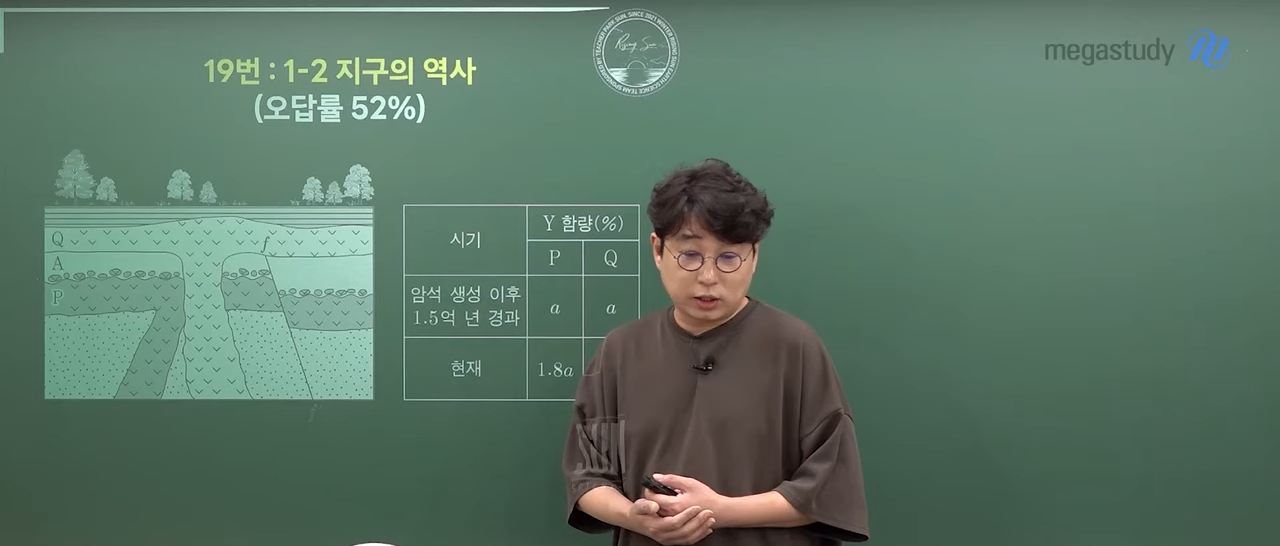 megastudy
19번 : 1-2 지구의 역사
(오답률 52%)
Q
A
P
f
시기
Y 함량(%)
P Q
암석 생성 이후
1.5억 년 경과
a a
현재
1.8a